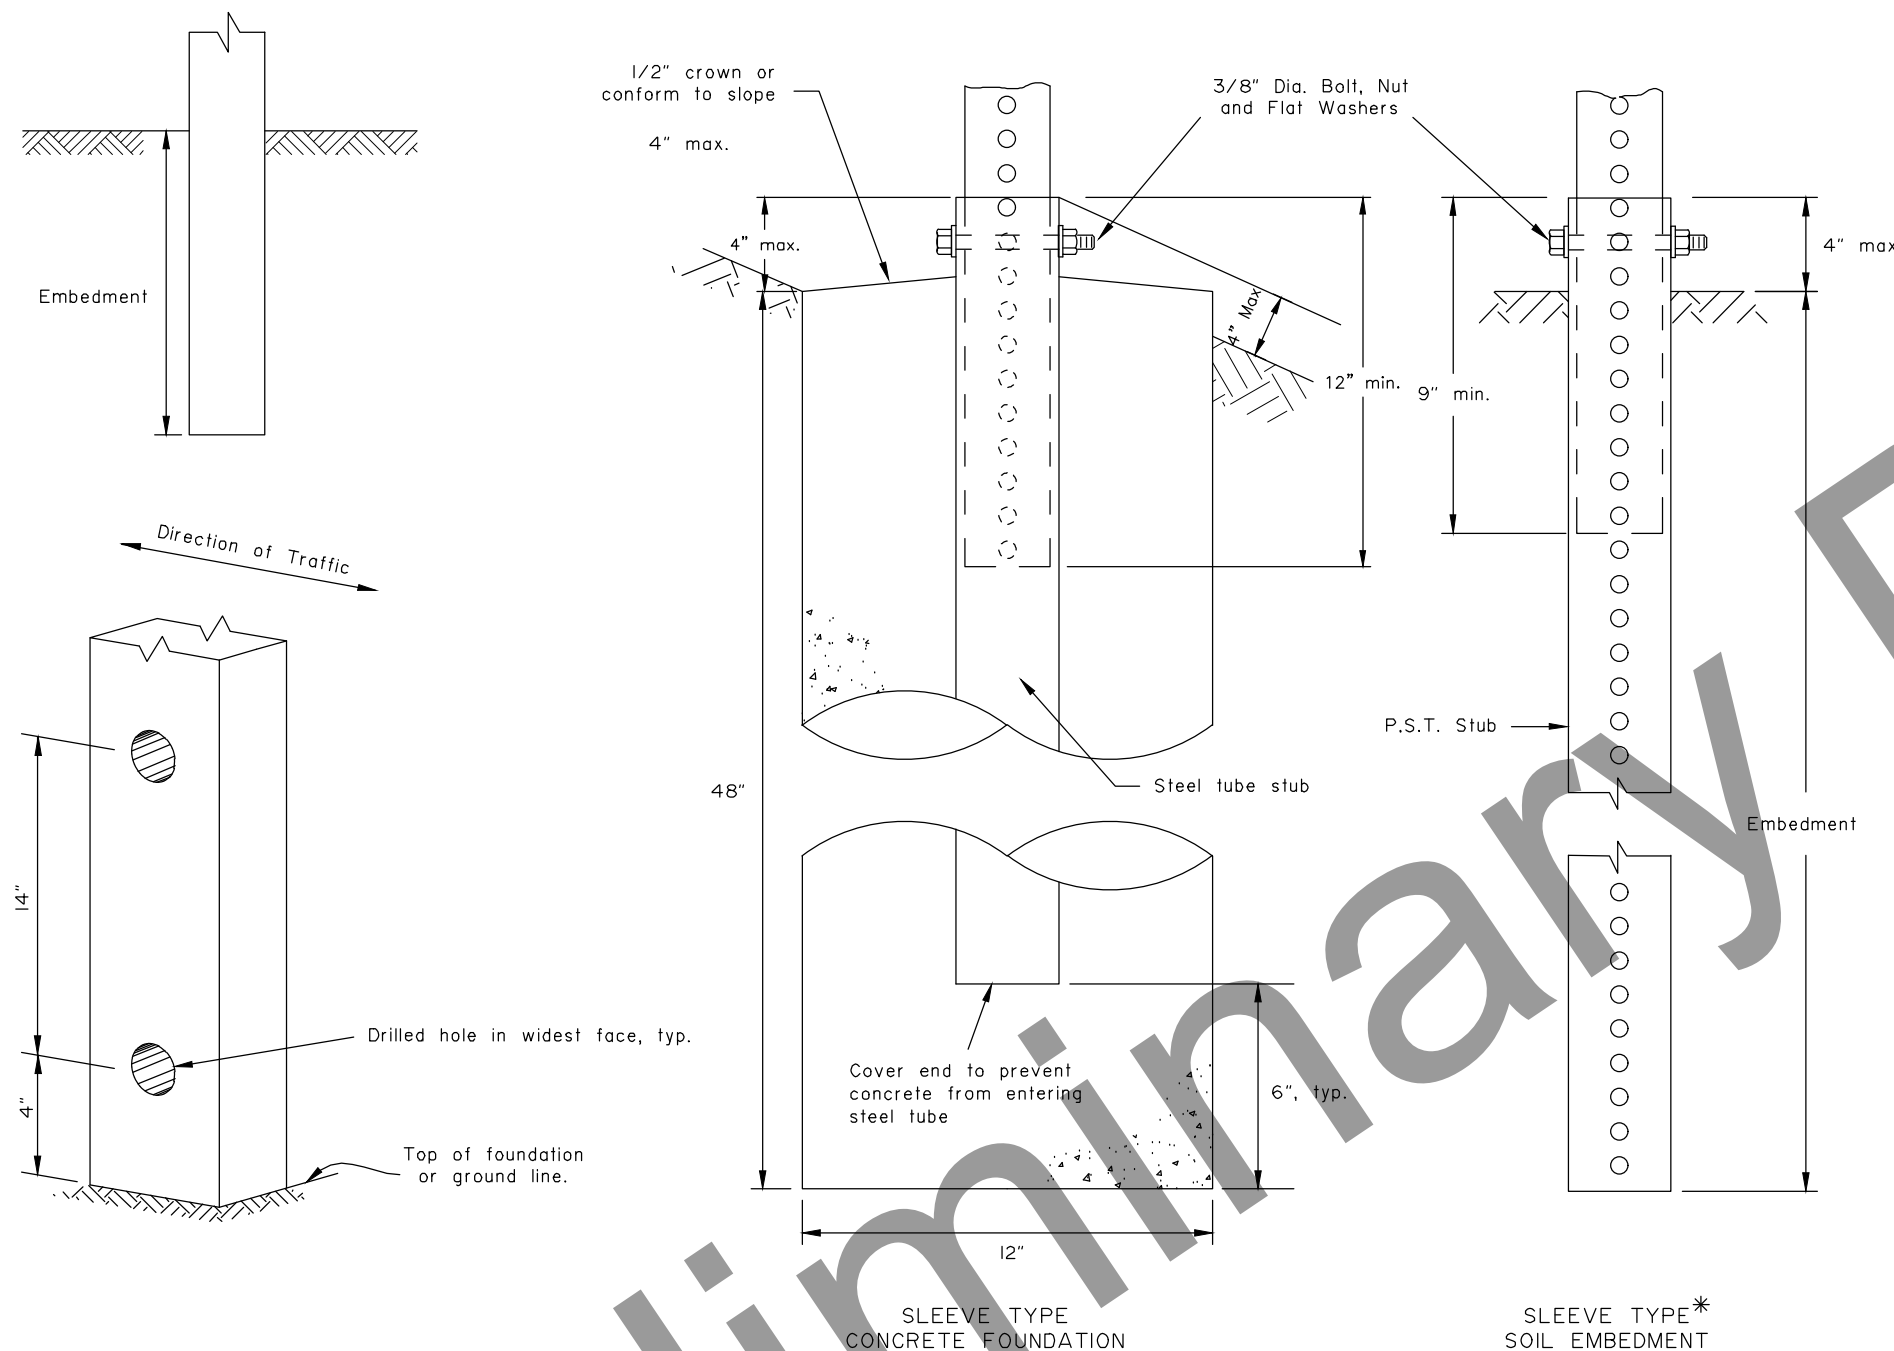 Embedment
Direction of Traffic
14"
4"
Drilled hole in widest face, typ.
Top of foundation
or ground line.
1/2" crown or
conform to slope
4" max.
4" max.
3/8" Dia. Bolt, Nut
and Flat Washers
4" Max
12" min.
48"
Steel tube stub
Cover end to prevent
concrete from entering
steel tube
6", typ.
12"
SLEEVE TYPE
CONCRETE FOUNDATION
9" min.
4" max
P.S.T. Stub
Embedment
SLEEVE TYPE*
SOIL EMBEDMENT
liminary